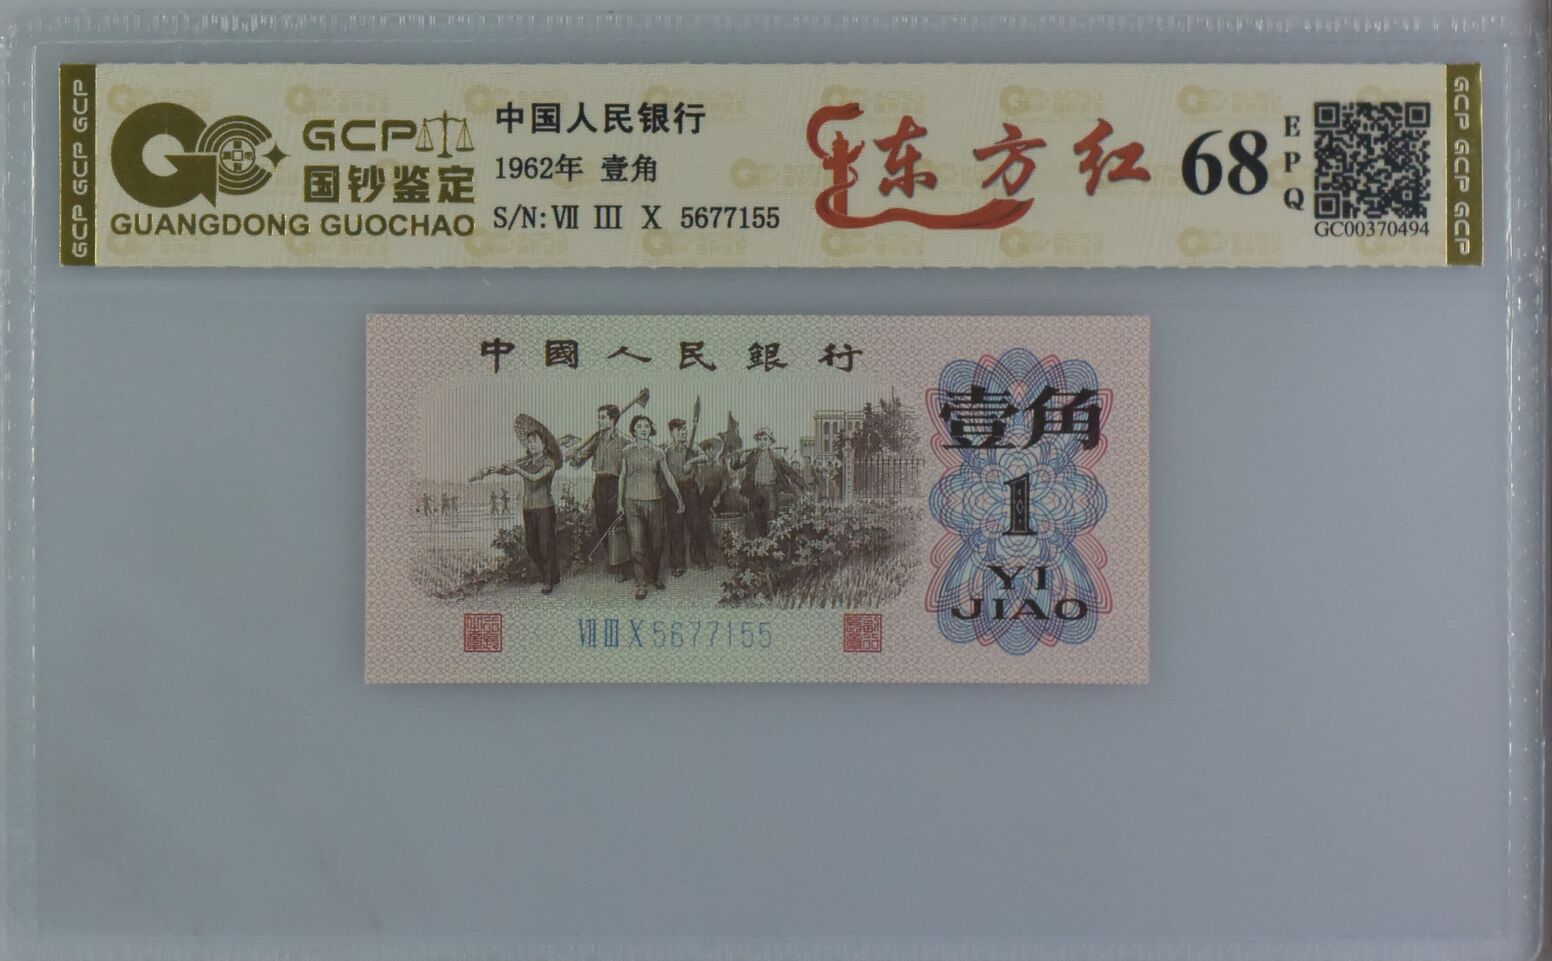 GCP GCP GCP
GCP
国钞鉴定
GUANGDONG GUOCHAO
中国人民银行
1962年 壹角
S/N: Ⅶ Ⅲ Ⅹ 5677155
东方红
68
EPQ
GC00370494
GCP GCP GCP
中國人民銀行
壹角
1
YI
JIAO
Ⅶ Ⅲ Ⅹ 5677155